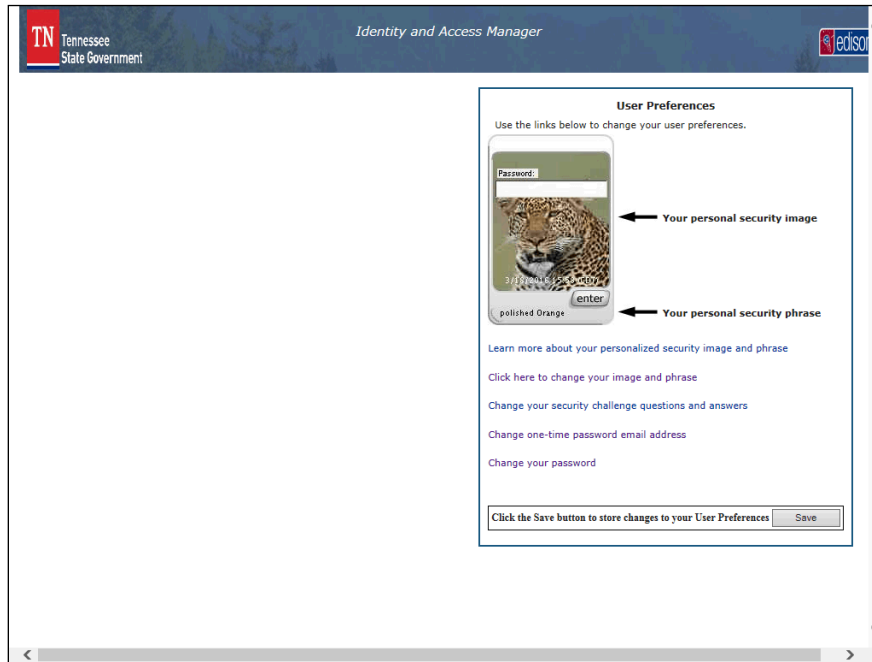 TN Tennessee
State Government
Identity and Access Manager
edison
User Preferences
Use the links below to change your user preferences.
Password:
Your personal security image
enter
polished Orange
Your personal security phrase
Learn more about your personalized security image and phrase
Click here to change your image and phrase
Change your security challenge questions and answers
Change one-time password email address
Change your password
Click the Save button to store changes to your User Preferences Save